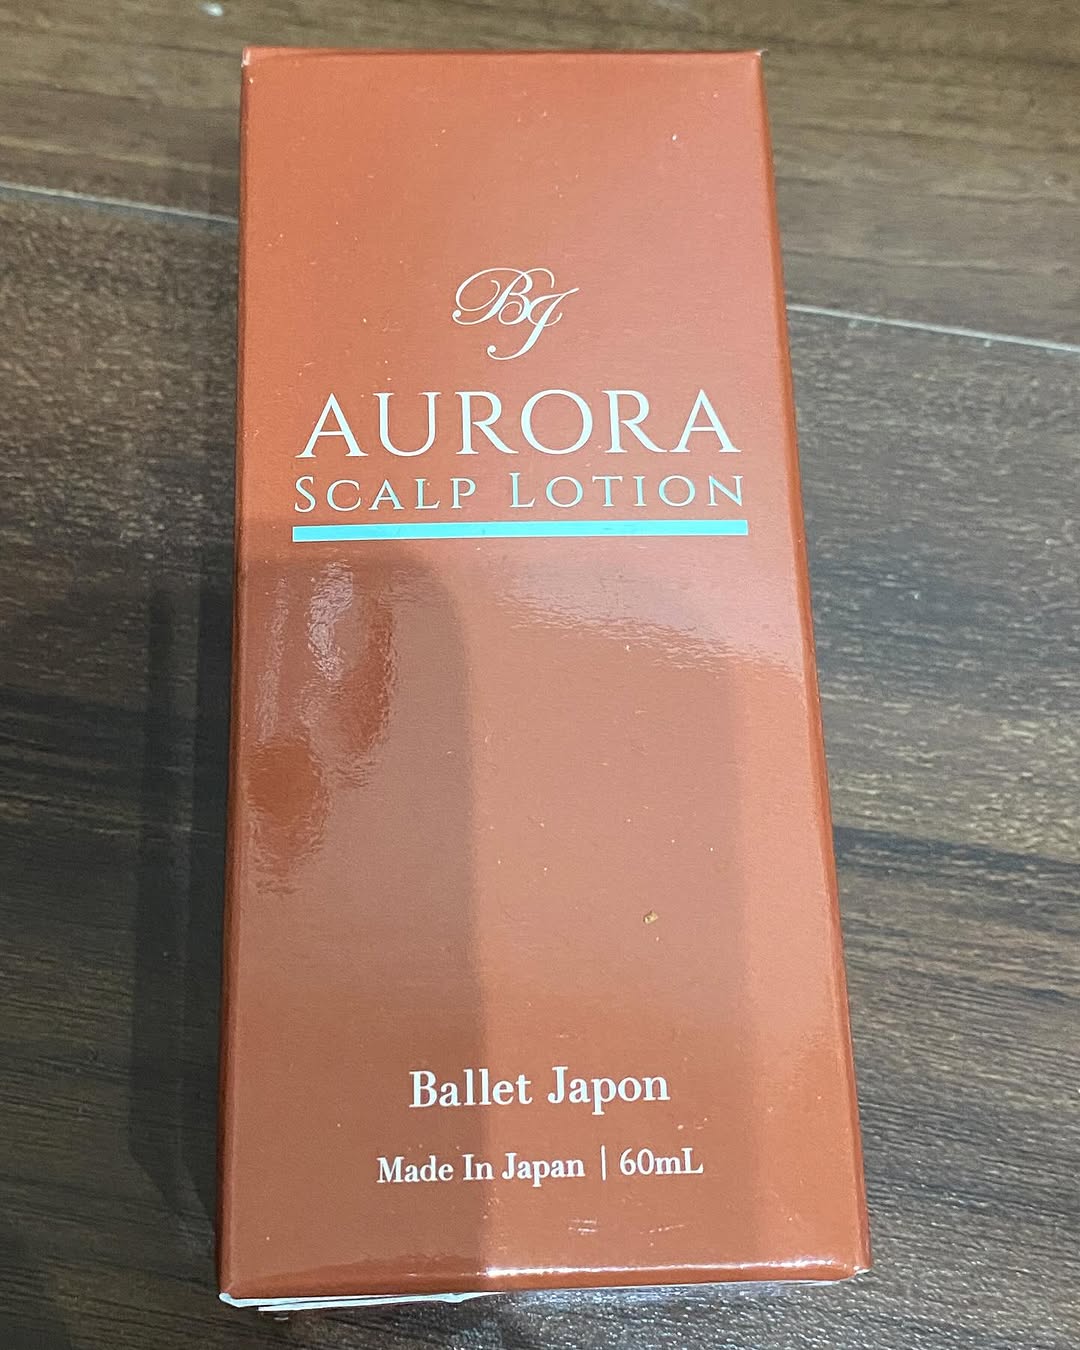 BJ
AURORA
SCALP LOTION
Ballet Japon
Made In Japan | 60mL